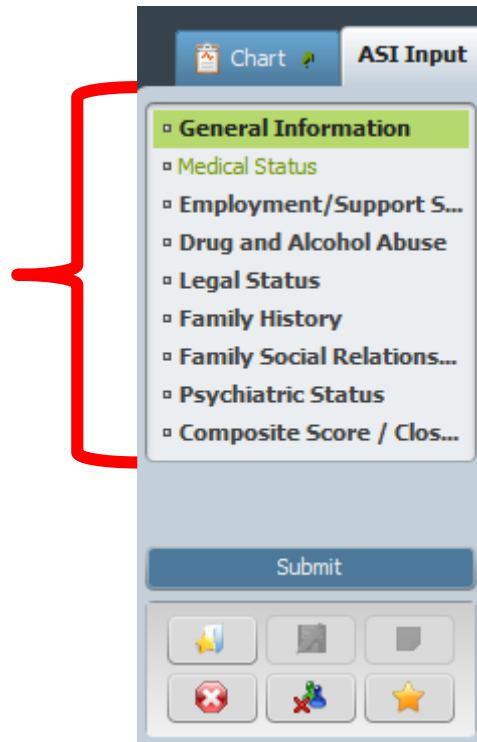 Chart
ASI Input
General Information
Medical Status
Employment/Support S...
Drug and Alcohol Abuse
Legal Status
Family History
Family Social Relations...
Psychiatric Status
Composite Score / Clos...
Submit